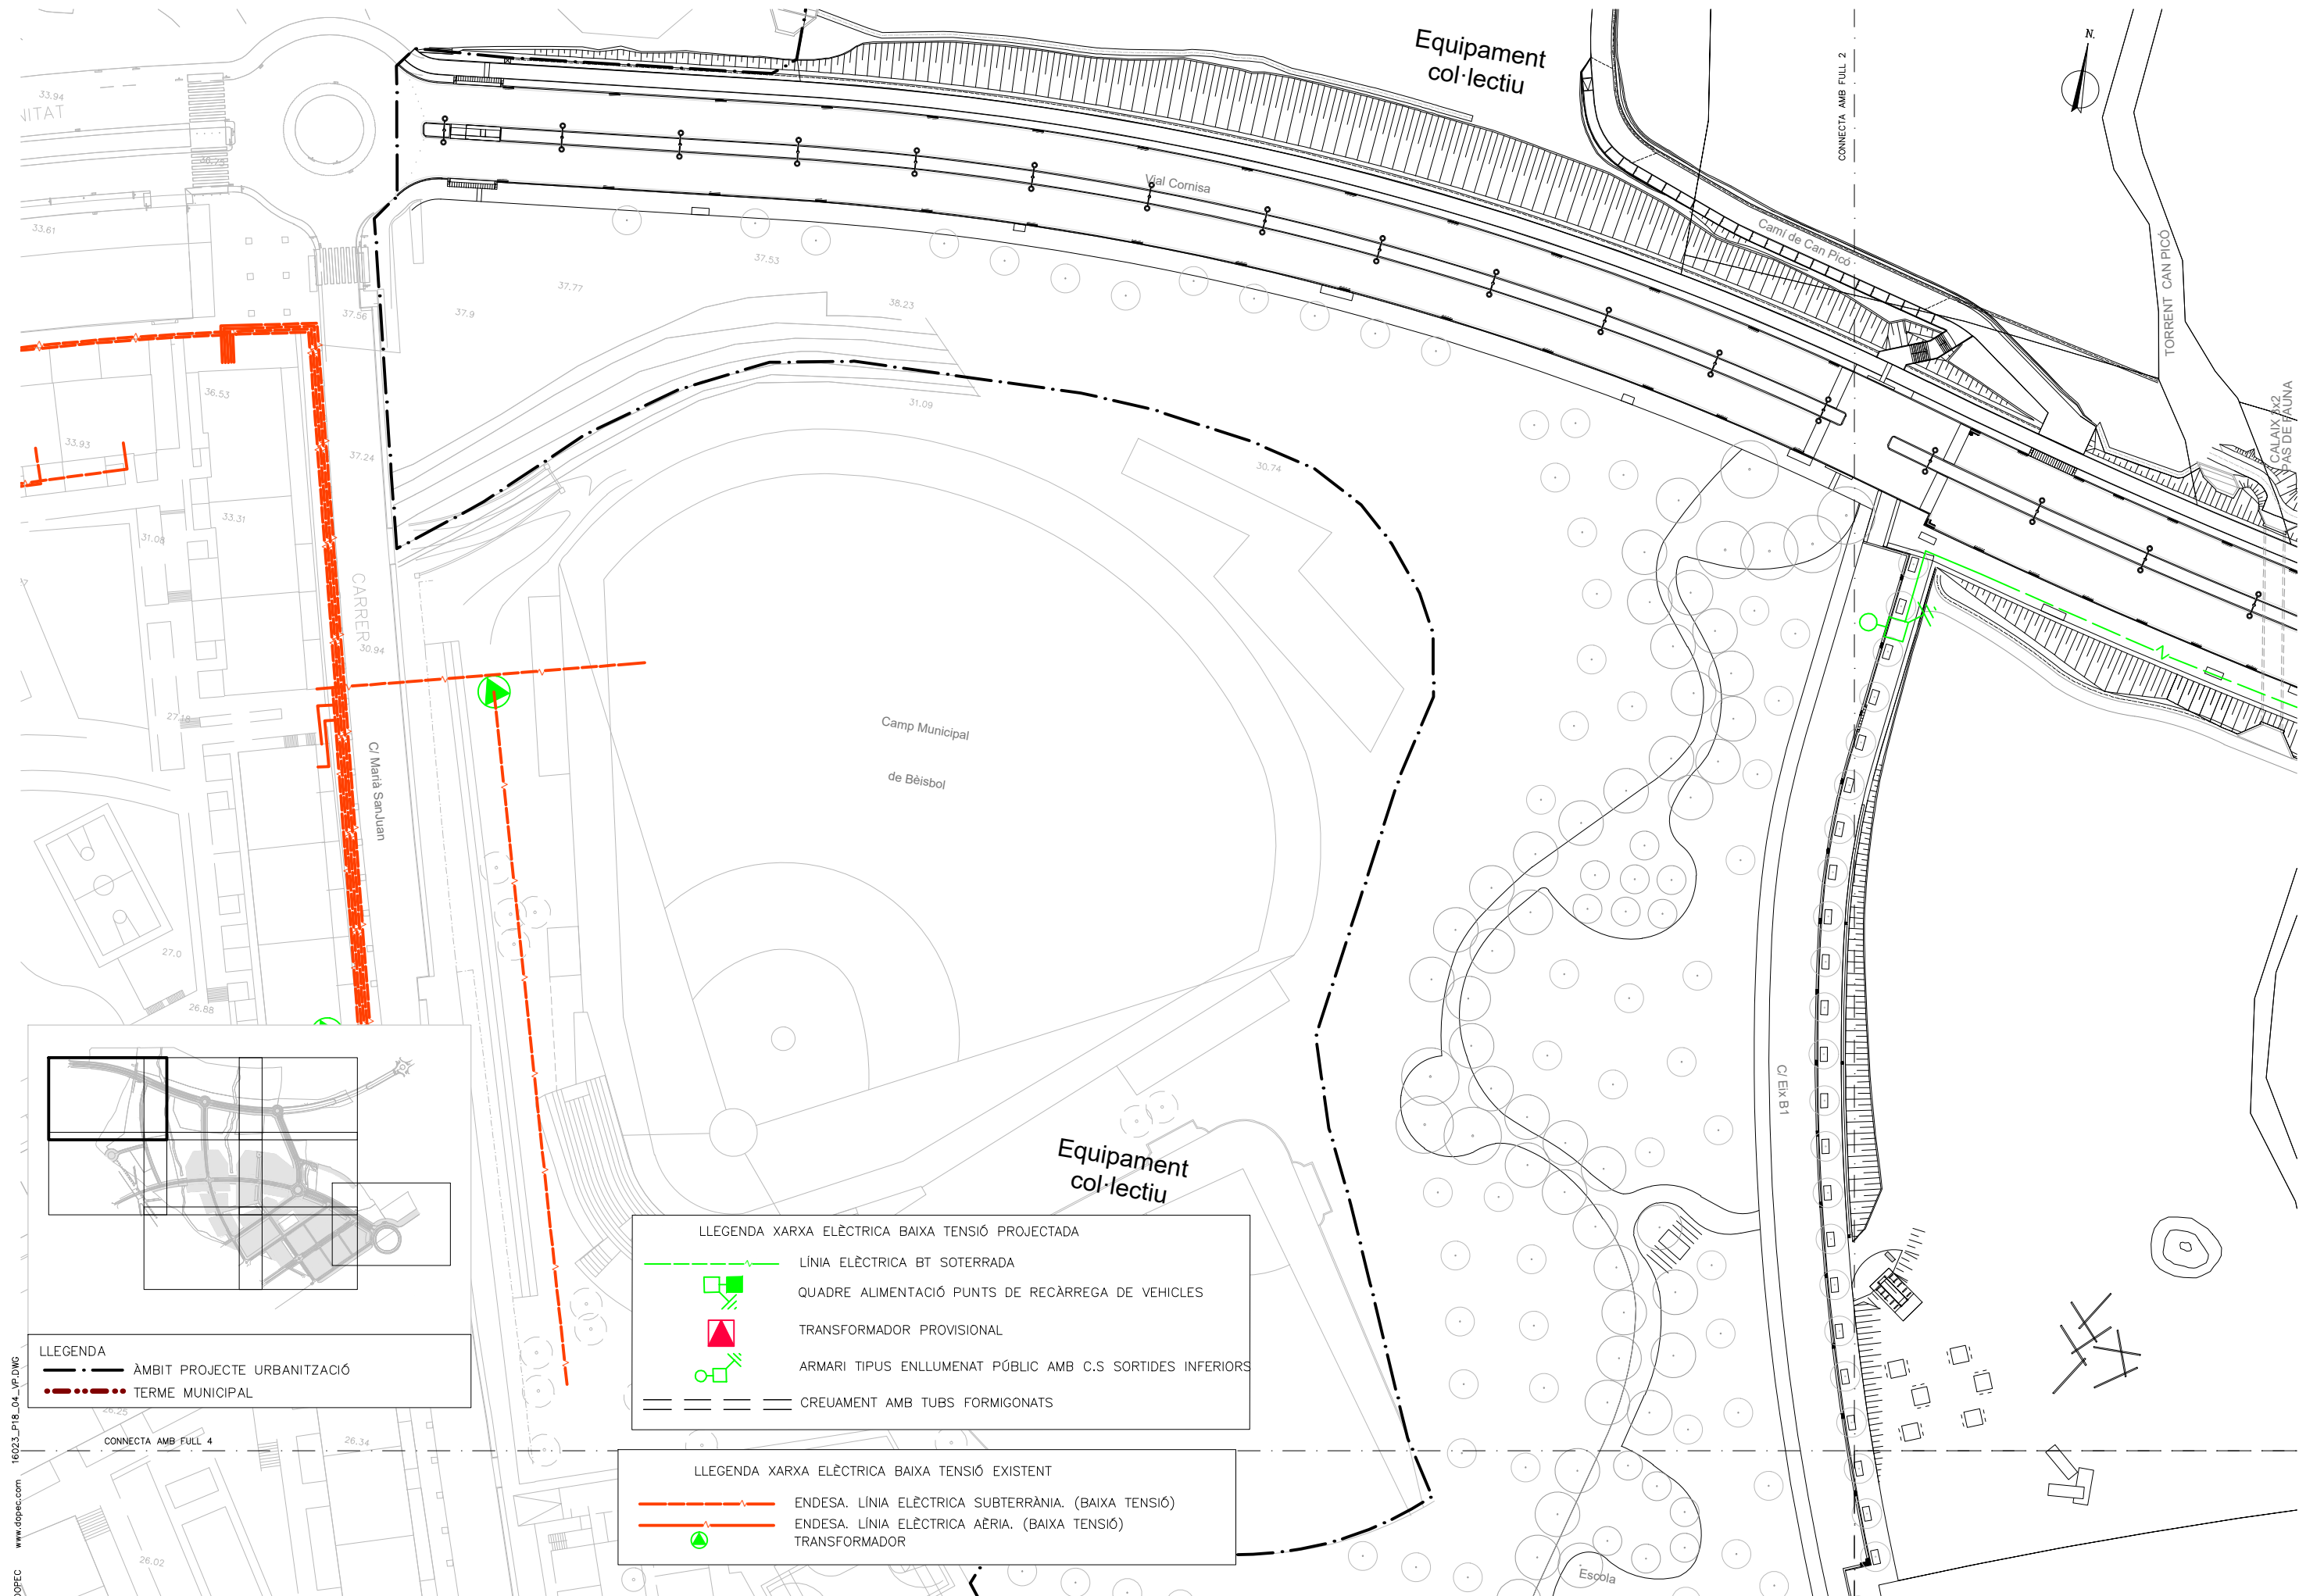 Equipament
col·lectiu
CONNECTA AMB FULL 2
N.
33.94
NITAT
36.75
33.61
Vial Cornisa
Camí de Can Picó
TORRENT CAN PICÓ
CALAIX 3x2
PAS DE FAUNA
37.53
37.77
37.9
38.23
37.56
36.53
33.93
37.24
31.09
30.74
33.31
31.08
CARRER
30.94
27.18
C/ Marià SanJuan
Camp Municipal
de Bèisbol
27.0
26.88
C/ Eix B1
Equipament
col·lectiu
LLEGENDA XARXA ELÈCTRICA BAIXA TENSIÓ PROJECTADA
LÍNIA ELÈCTRICA BT SOTERRADA
QUADRE ALIMENTACIÓ PUNTS DE RECÀRREGA DE VEHICLES
TRANSFORMADOR PROVISIONAL
ARMARI TIPUS ENLLUMENAT PÚBLIC AMB C.S SORTIDES INFERIORS
CREUAMENT AMB TUBS FORMIGONATS
LLEGENDA
ÀMBIT PROJECTE URBANITZACIÓ
TERME MUNICIPAL
26.25
CONNECTA AMB FULL 4
26.34
LLEGENDA XARXA ELÈCTRICA BAIXA TENSIÓ EXISTENT
ENDESA. LÍNIA ELÈCTRICA SUBTERRÀNIA. (BAIXA TENSIÓ)
ENDESA. LÍNIA ELÈCTRICA AÈRIA. (BAIXA TENSIÓ)
TRANSFORMADOR
26.02
Escola
DOPEC www.dopec.com 16023_P18_04_VP.DWG